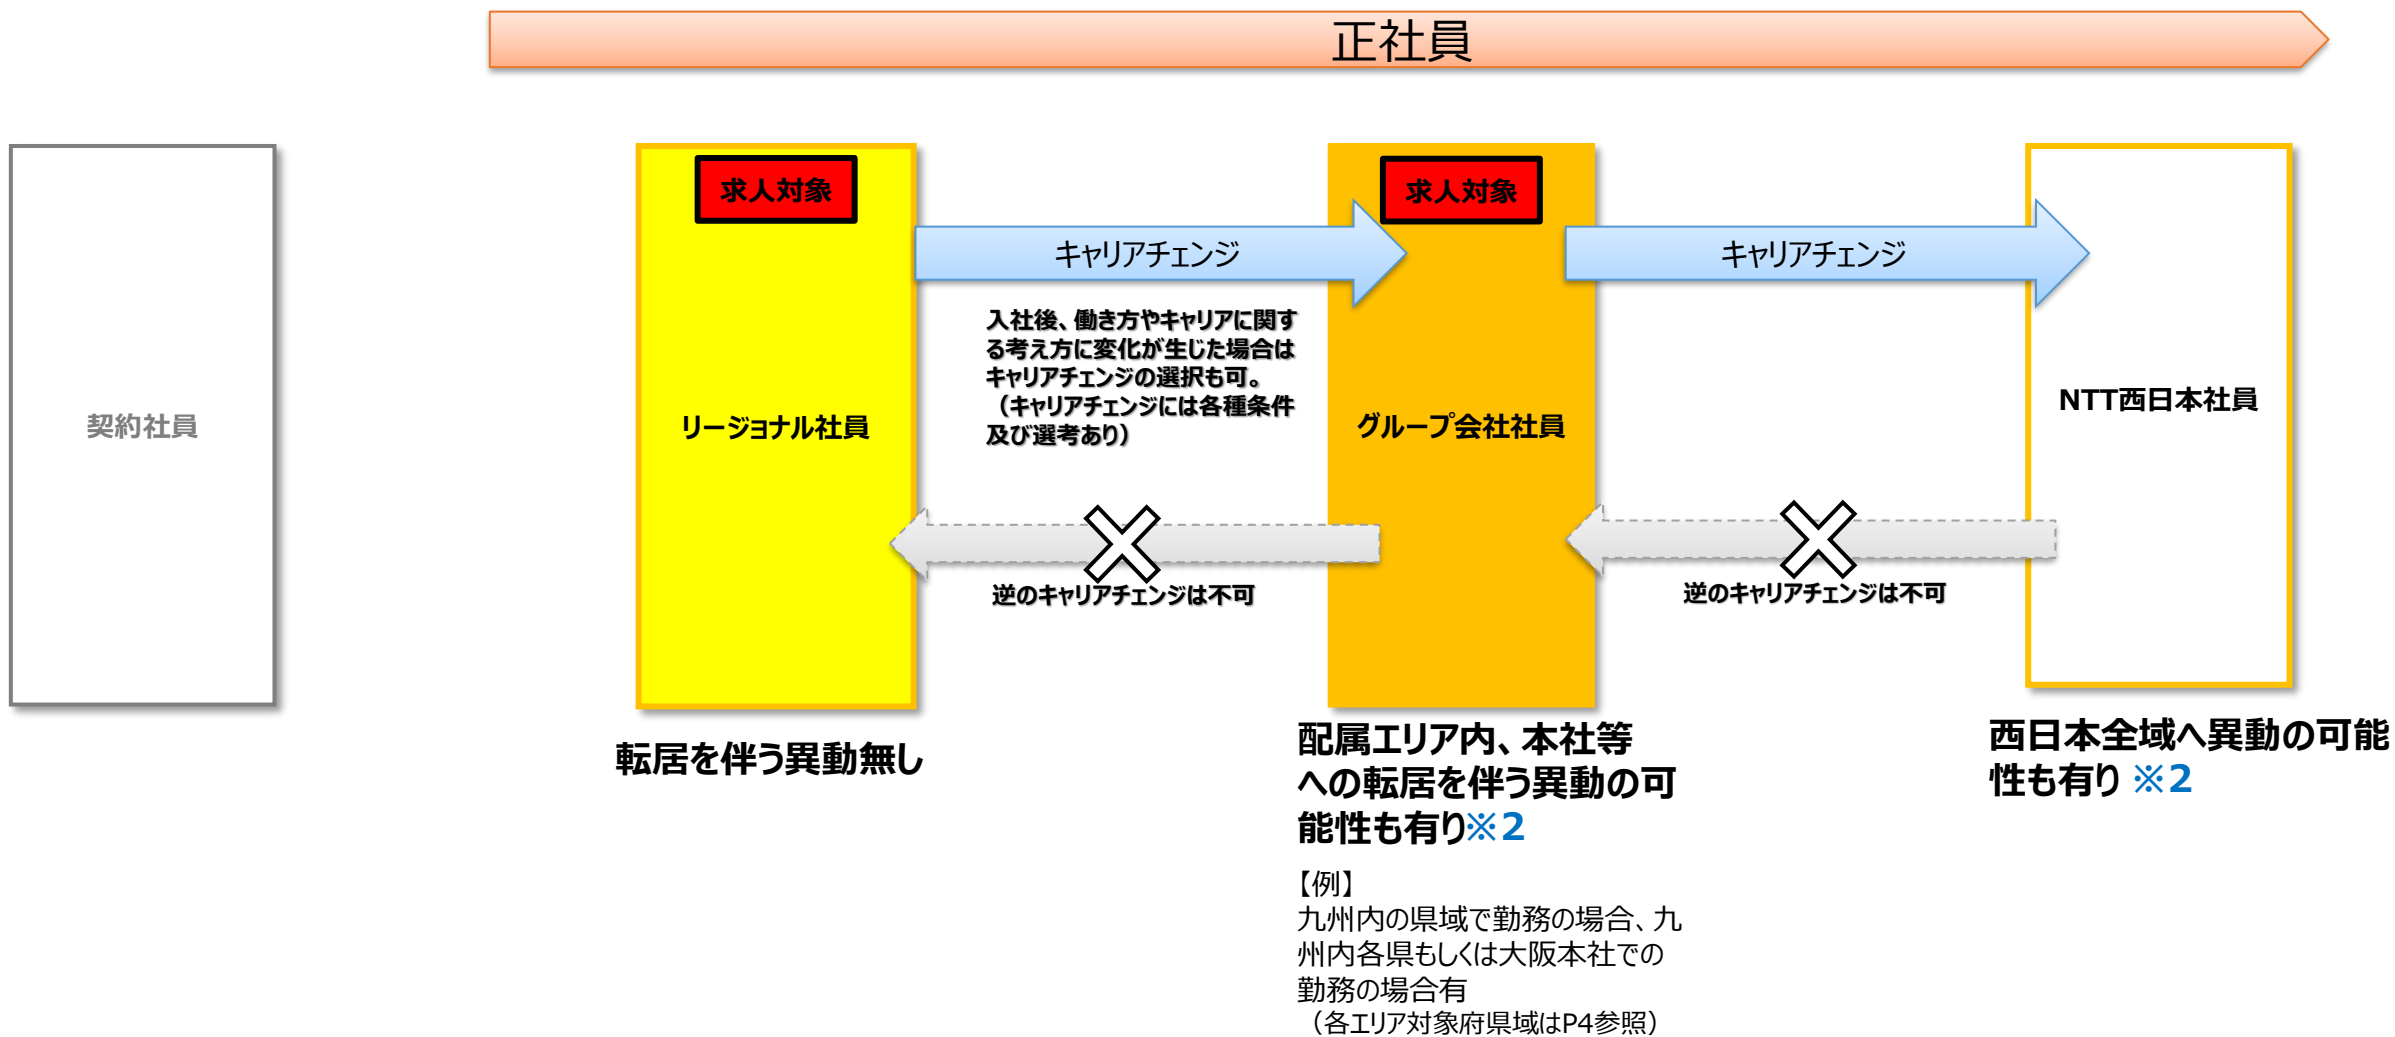 正社員
契約社員
求人対象
リージョナル社員
キャリアチェンジ
入社後、働き方やキャリアに関す
る考え方に変化が生じた場合は
キャリアチェンジの選択も可。
（キャリアチェンジには各種条件
及び選考あり）
逆のキャリアチェンジは不可
求人対象
グループ会社社員
キャリアチェンジ
逆のキャリアチェンジは不可
NTT西日本社員
転居を伴う異動無し
配属エリア内、本社等
への転居を伴う異動の可
能性も有り※2
【例】
九州内の県域で勤務の場合、九
州内各県もしくは大阪本社での
勤務の場合有
（各エリア対象府県域はP4参照）
西日本全域へ異動の可能
性も有り ※2